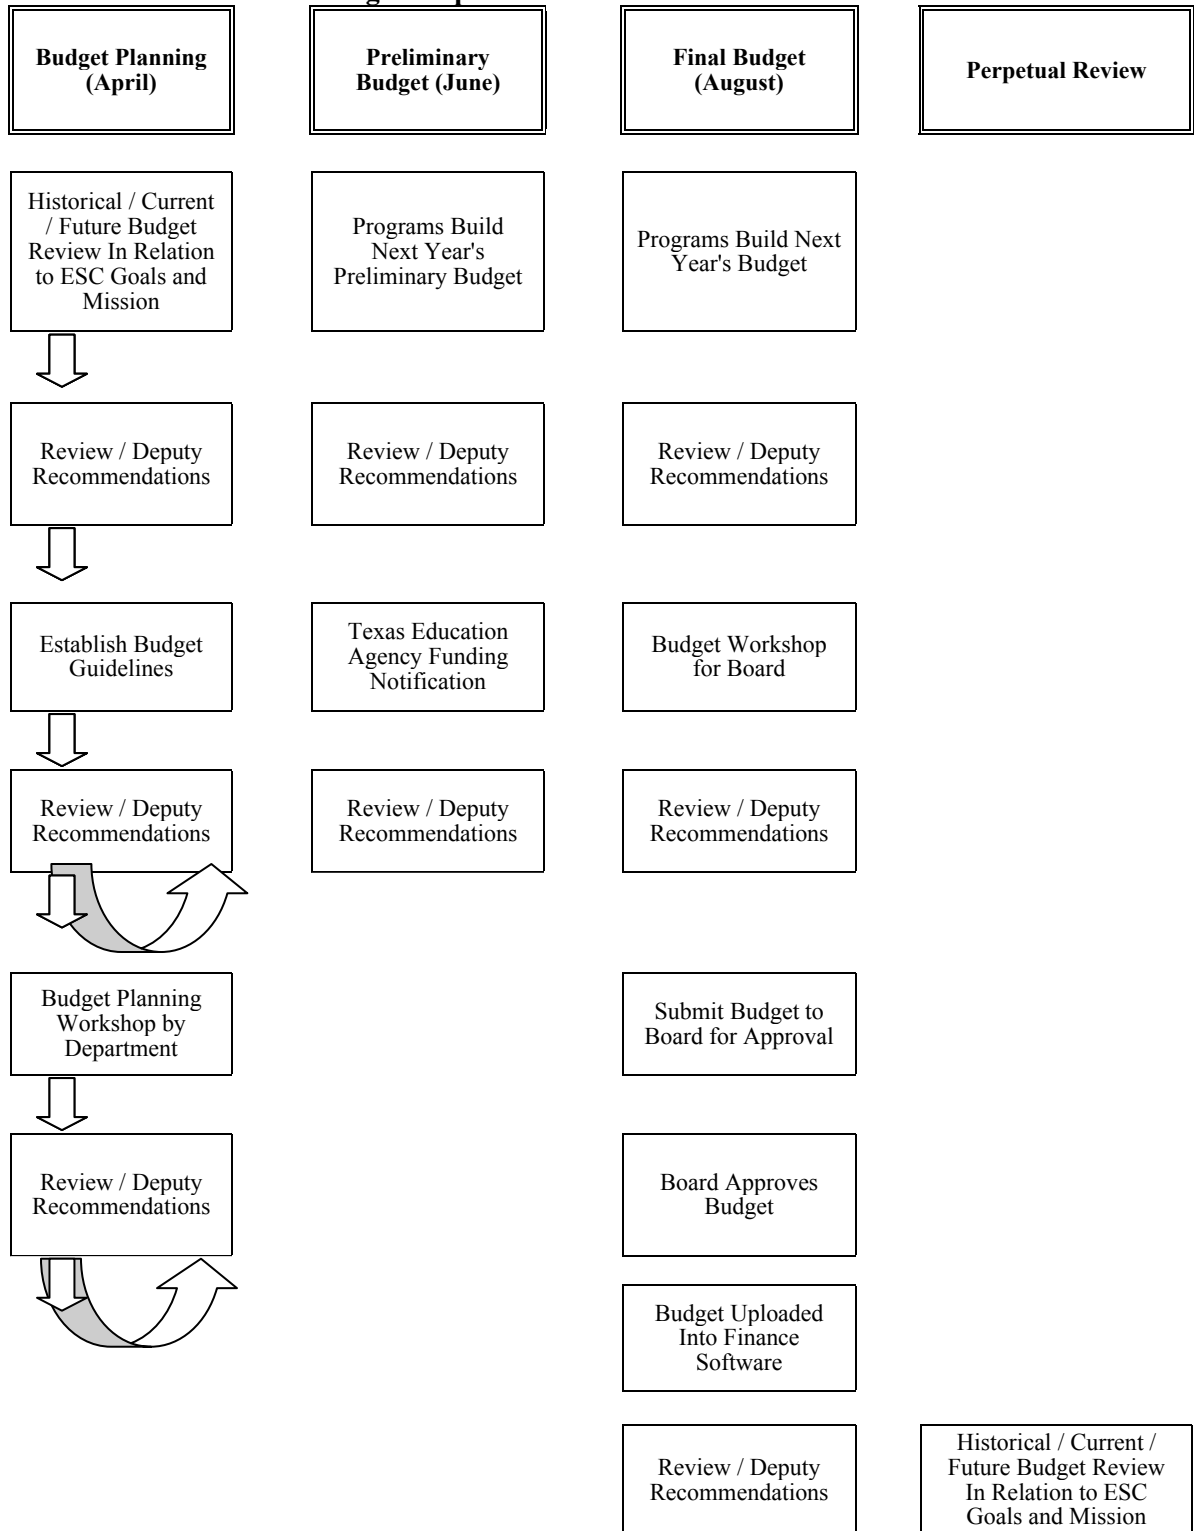 Budget Planning
(April)
Preliminary
Budget (June)
Final Budget
(August)
Perpetual Review
Historical / Current
/ Future Budget
Review In Relation
to ESC Goals and
Mission
Programs Build
Next Year's
Preliminary Budget
Programs Build Next
Year's Budget
Review / Deputy
Recommendations
Review / Deputy
Recommendations
Review / Deputy
Recommendations
Establish Budget
Guidelines
Texas Education
Agency Funding
Notification
Budget Workshop
for Board
Review / Deputy
Recommendations
Review / Deputy
Recommendations
Review / Deputy
Recommendations
Budget Planning
Workshop by
Department
Submit Budget to
Board for Approval
Review / Deputy
Recommendations
Board Approves
Budget
Budget Uploaded
Into Finance
Software
Review / Deputy
Recommendations
Historical / Current /
Future Budget Review
In Relation to ESC
Goals and Mission